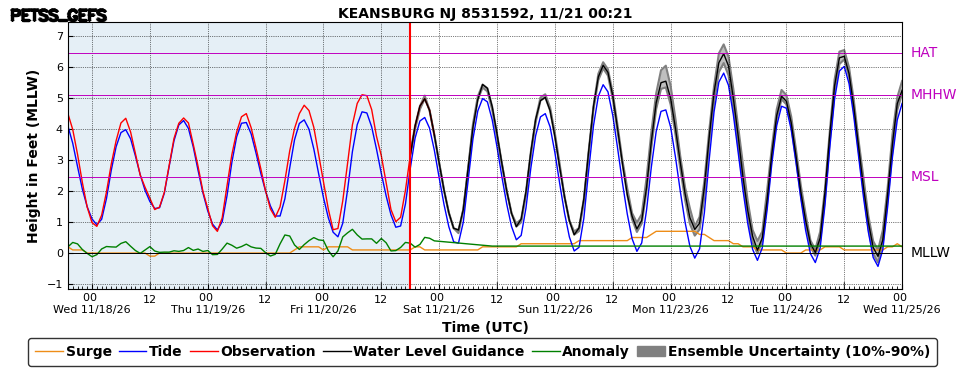 PETSS_GEFS
KEANSBURG NJ 8531592, 11/21 00:21
Height in Feet (MLLW)
7
6
5
4
3
2
1
0
−1
HAT
MHHW
MSL
MLLW
00 12 00 12 00 12 00 12 00 12 00 12 00 12 00
Wed 11/18/26 Thu 11/19/26 Fri 11/20/26 Sat 11/21/26 Sun 11/22/26 Mon 11/23/26 Tue 11/24/26 Wed 11/25/26
Time (UTC)
Surge Tide Observation Water Level Guidance Anomaly Ensemble Uncertainty (10%-90%)